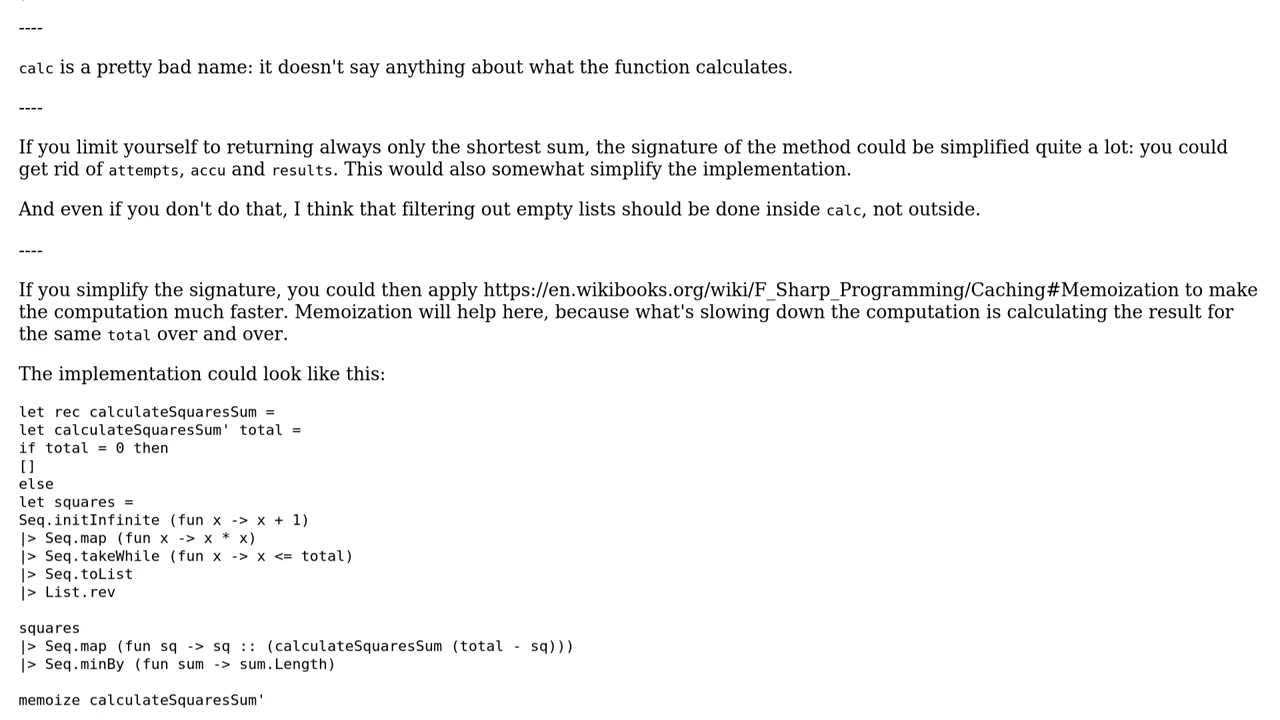 ----
calc is a pretty bad name: it doesn't say anything about what the function calculates.
----
If you limit yourself to returning always only the shortest sum, the signature of the method could be simplified quite a lot: you could
get rid of attempts, accu and results. This would also somewhat simplify the implementation.
And even if you don't do that, I think that filtering out empty lists should be done inside calc, not outside.
----
If you simplify the signature, you could then apply https://en.wikibooks.org/wiki/F_Sharp_Programming/Caching#Memoization to make
the computation much faster. Memoization will help here, because what's slowing down the computation is calculating the result for
the same total over and over.
The implementation could look like this:
let rec calculateSquaresSum =
let calculateSquaresSum' total =
if total = 0 then
[]
else
let squares =
Seq.initInfinite (fun x -> x + 1)
|> Seq.map (fun x -> x * x)
|> Seq.takeWhile (fun x -> x <= total)
|> Seq.toList
|> List.rev
squares
|> Seq.map (fun sq -> sq :: (calculateSquaresSum (total - sq)))
|> Seq.minBy (fun sum -> sum.Length)
memoize calculateSquaresSum'